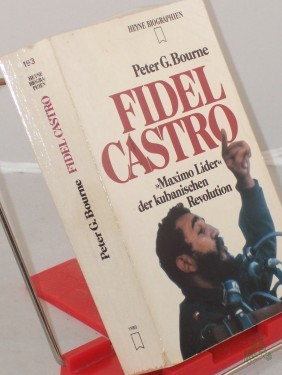 193
HEYNE
BIOGRA-
PHIEN
FIDEL CASTRO
Peter G. Bourne
HEYNE BIOGRAPHIEN
Peter G. Bourne
FIDEL
CASTRO
»Maximo Lider«
der kubanischen
Revolution